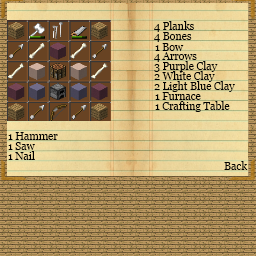 4 Planks
4 Bones
1 Bow
4 Arrows
3 Purple Clay
2 White Clay
2 Light Blue Clay
1 Furnace
1 Crafting Table
1 Hammer
1 Saw
1 Nail
Back